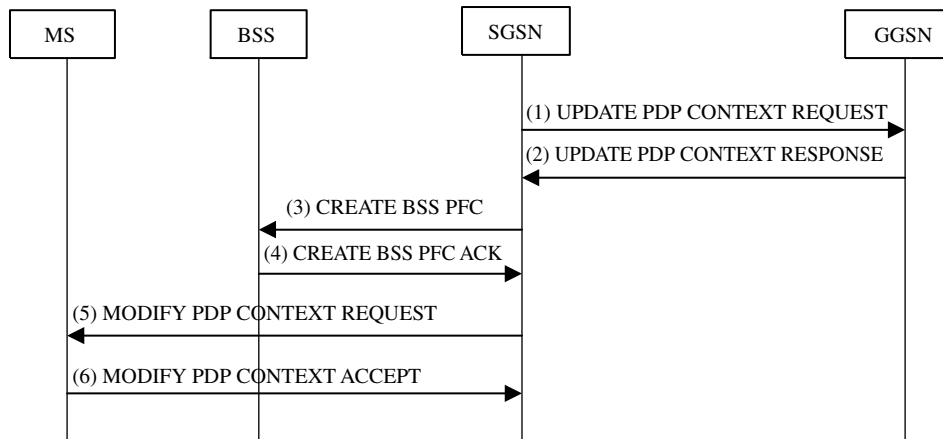 MS
BSS
SGSN
GGSN
(1) UPDATE PDP CONTEXT REQUEST
(2) UPDATE PDP CONTEXT RESPONSE
(3) CREATE BSS PFC
(4) CREATE BSS PFC ACK
(5) MODIFY PDP CONTEXT REQUEST
(6) MODIFY PDP CONTEXT ACCEPT